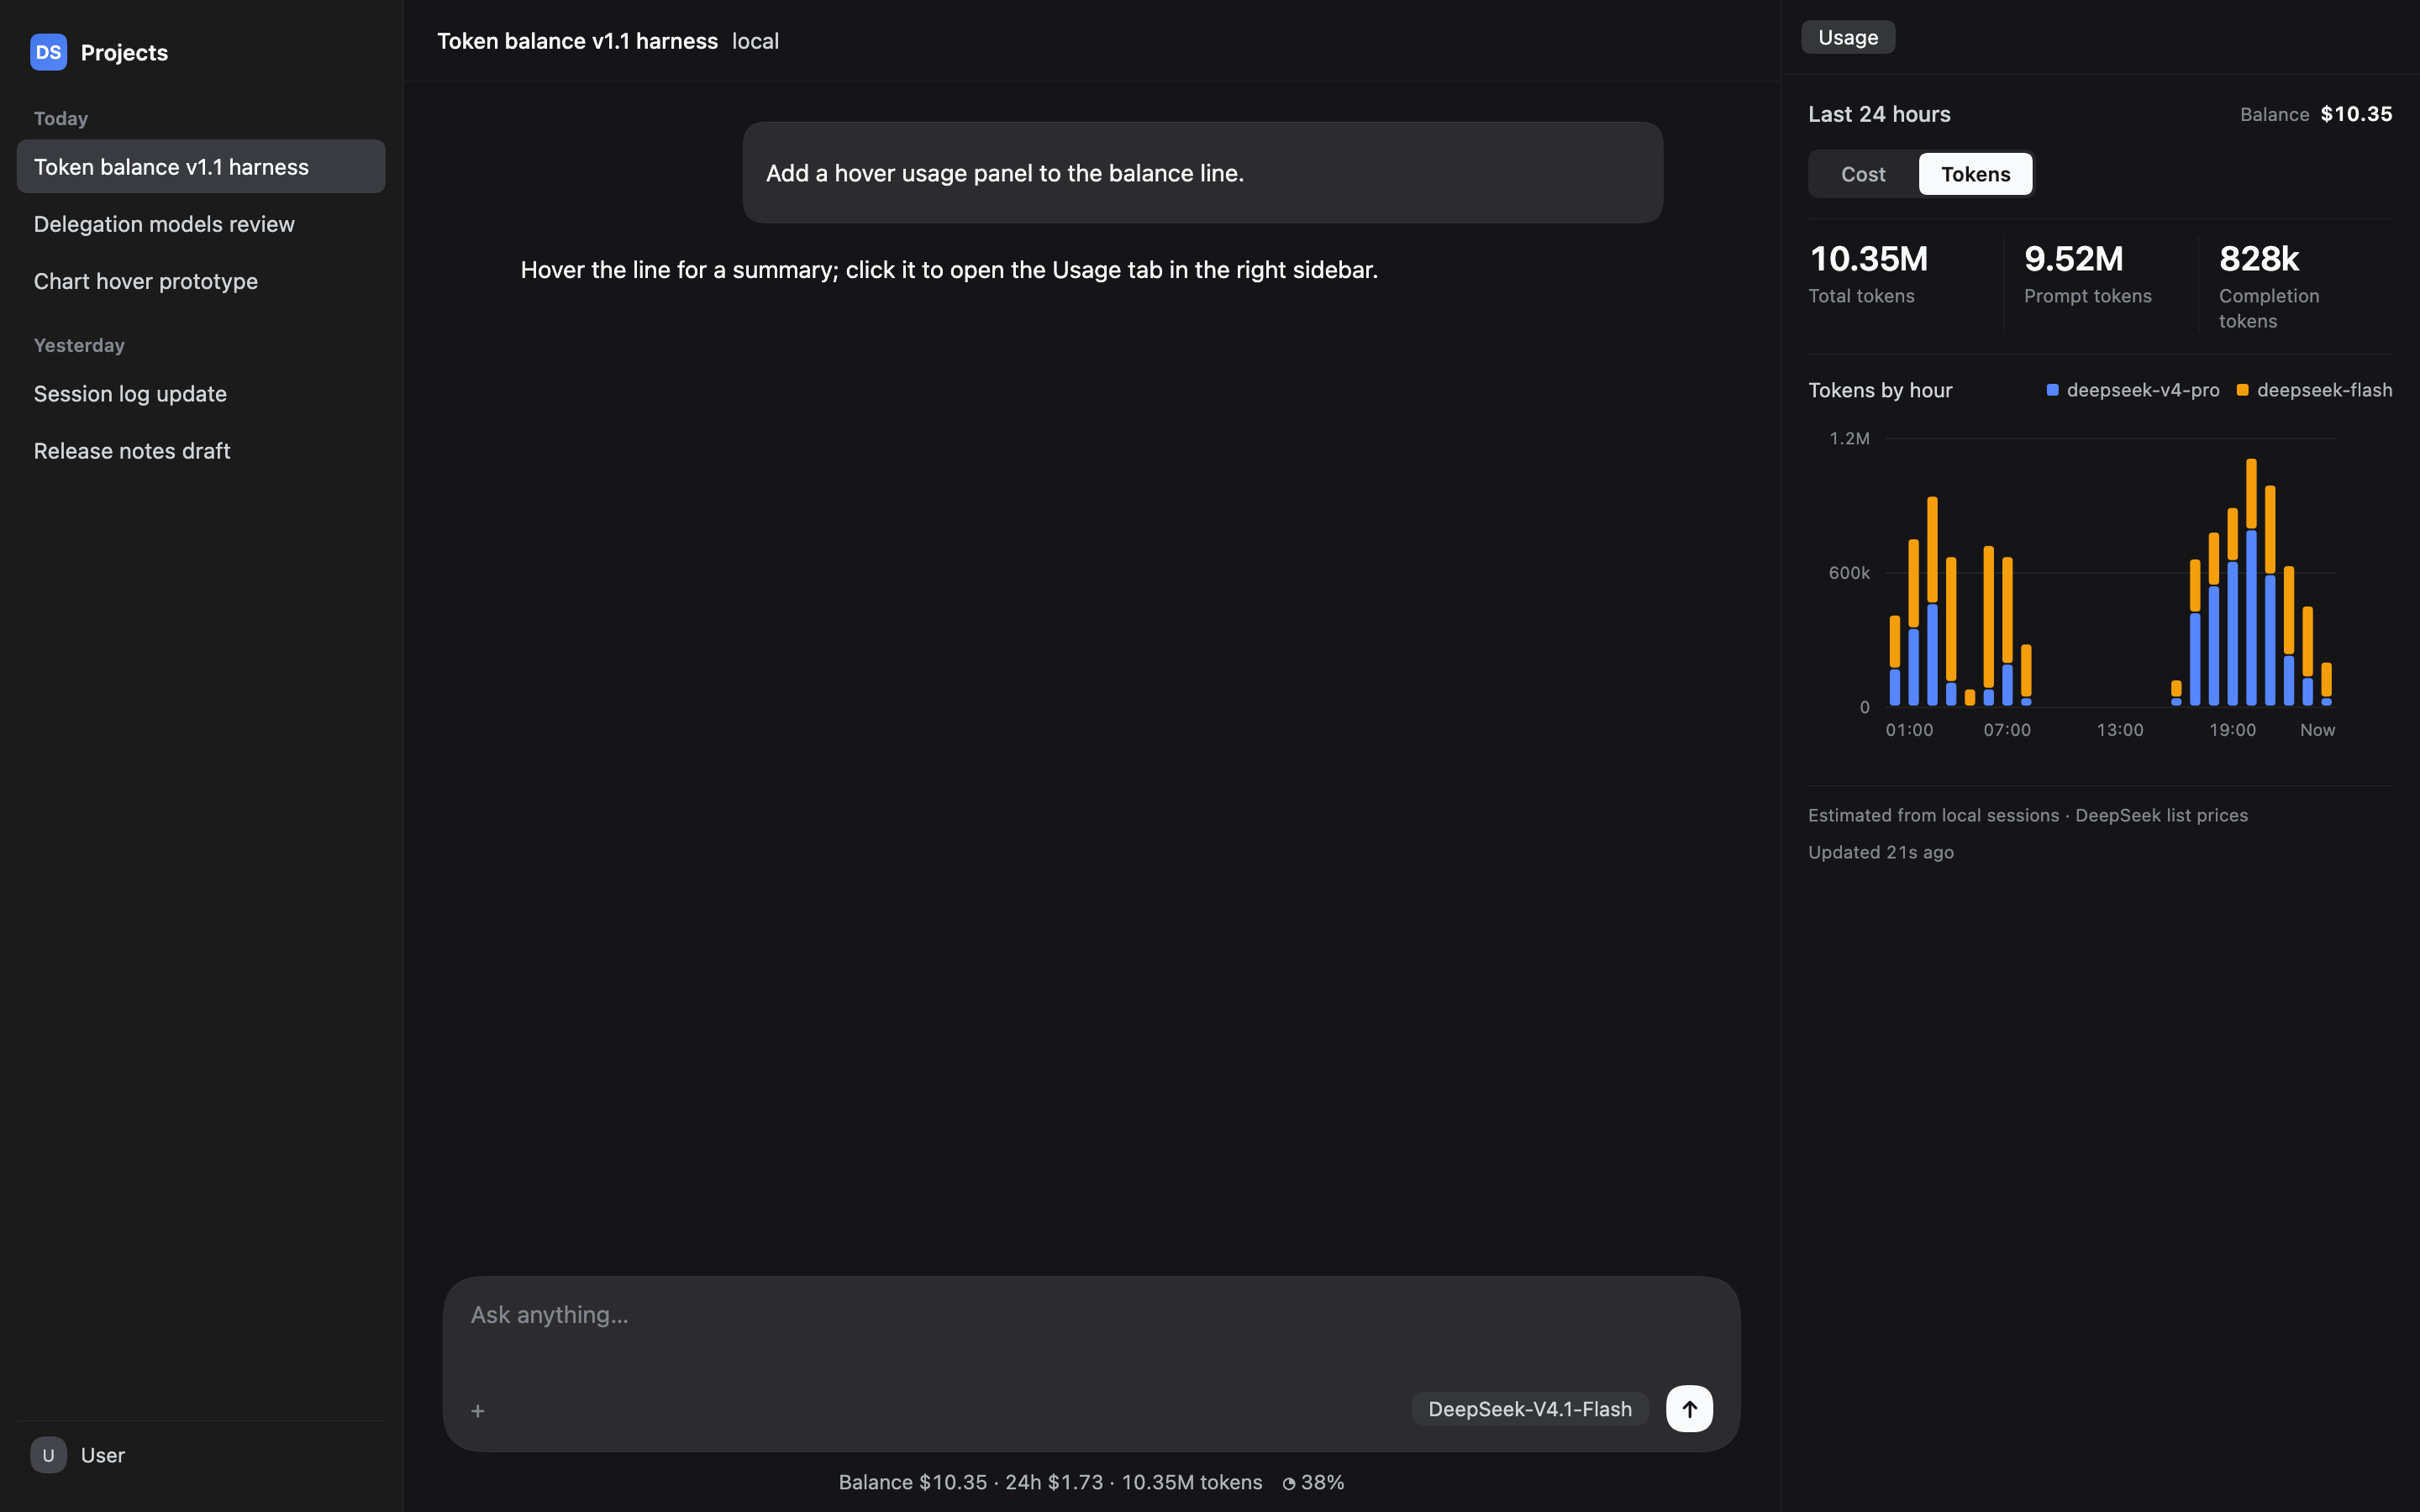 DS Projects
Today
Token balance v1.1 harness
Delegation models review
Chart hover prototype
Yesterday
Session log update
Release notes draft
U User
Token balance v1.1 harness local
Add a hover usage panel to the balance line.
Hover the line for a summary; click it to open the Usage tab in the right sidebar.
Ask anything...
+
DeepSeek-V4.1-Flash
Balance $10.35 · 24h $1.73 · 10.35M tokens 38%
Usage
Last 24 hours Balance $10.35
Cost Tokens
10.35M 9.52M 828k
Total tokens Prompt tokens Completion
tokens
Tokens by hour deepseek-v4-pro deepseek-flash
1.2M
600k
0
01:00 07:00 13:00 19:00 Now
Estimated from local sessions · DeepSeek list prices
Updated 21s ago